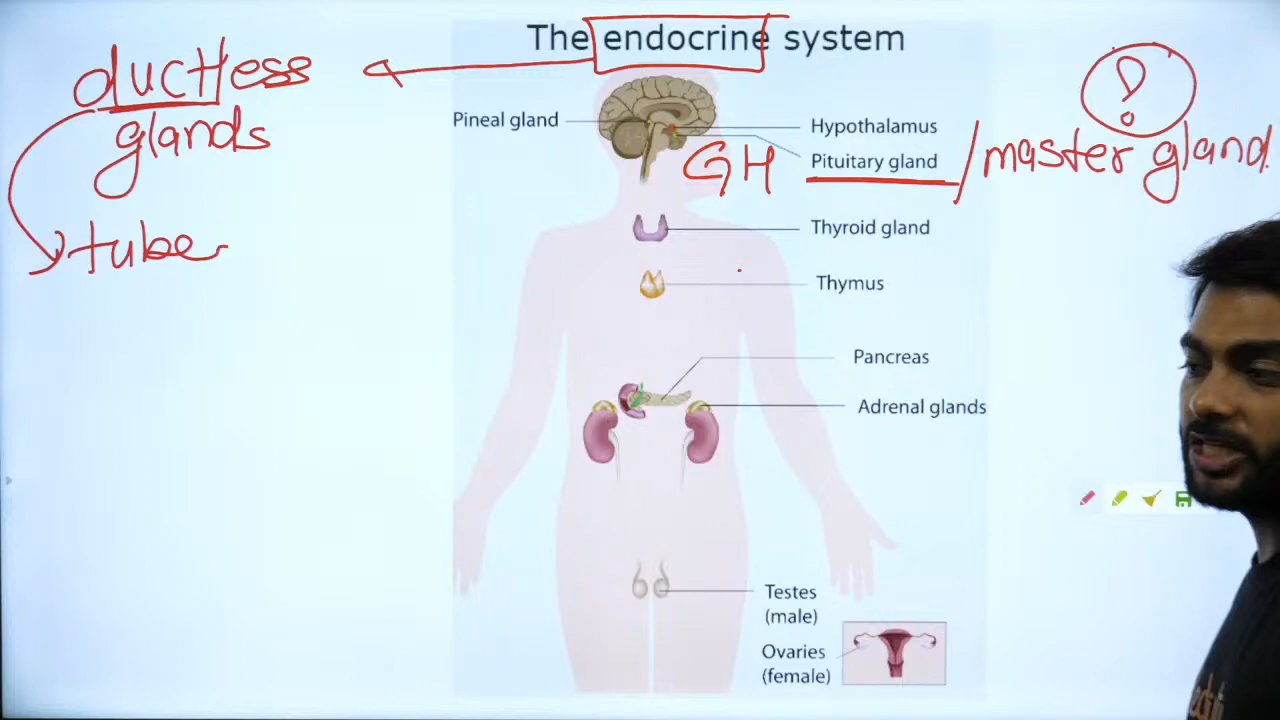 The endocrine system
ductless
glands
tube
Pineal gland
Hypothalamus
GH
Pituitary gland
/master gland
Thyroid gland
Thymus
Pancreas
Adrenal glands
Testes
(male)
Ovaries
(female)